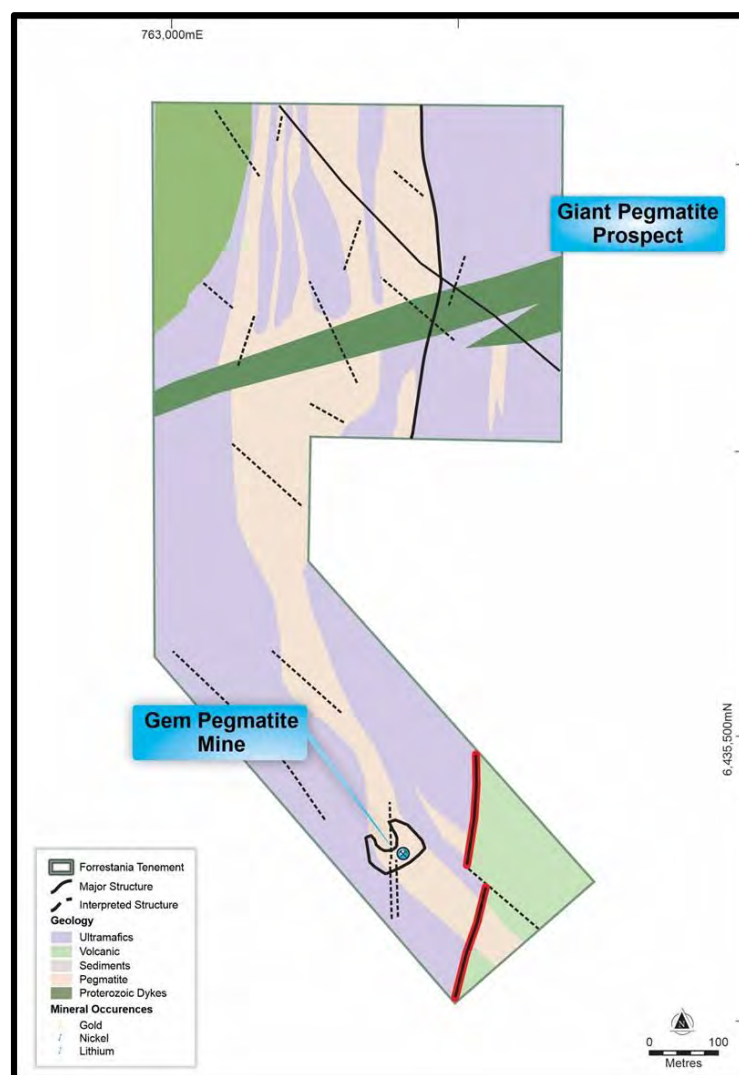 763,000mE
Giant Pegmatite
Prospect
6,435,500mN
Gem Pegmatite
Mine
Forrestania Tenement
Major Structure
Interpreted Structure
Geology
Ultramafics
Volcanic
Sediments
Pegmatite
Proterozoic Dykes
Mineral Occurences
Gold
Nickel
Lithium
N
0 100
Metres